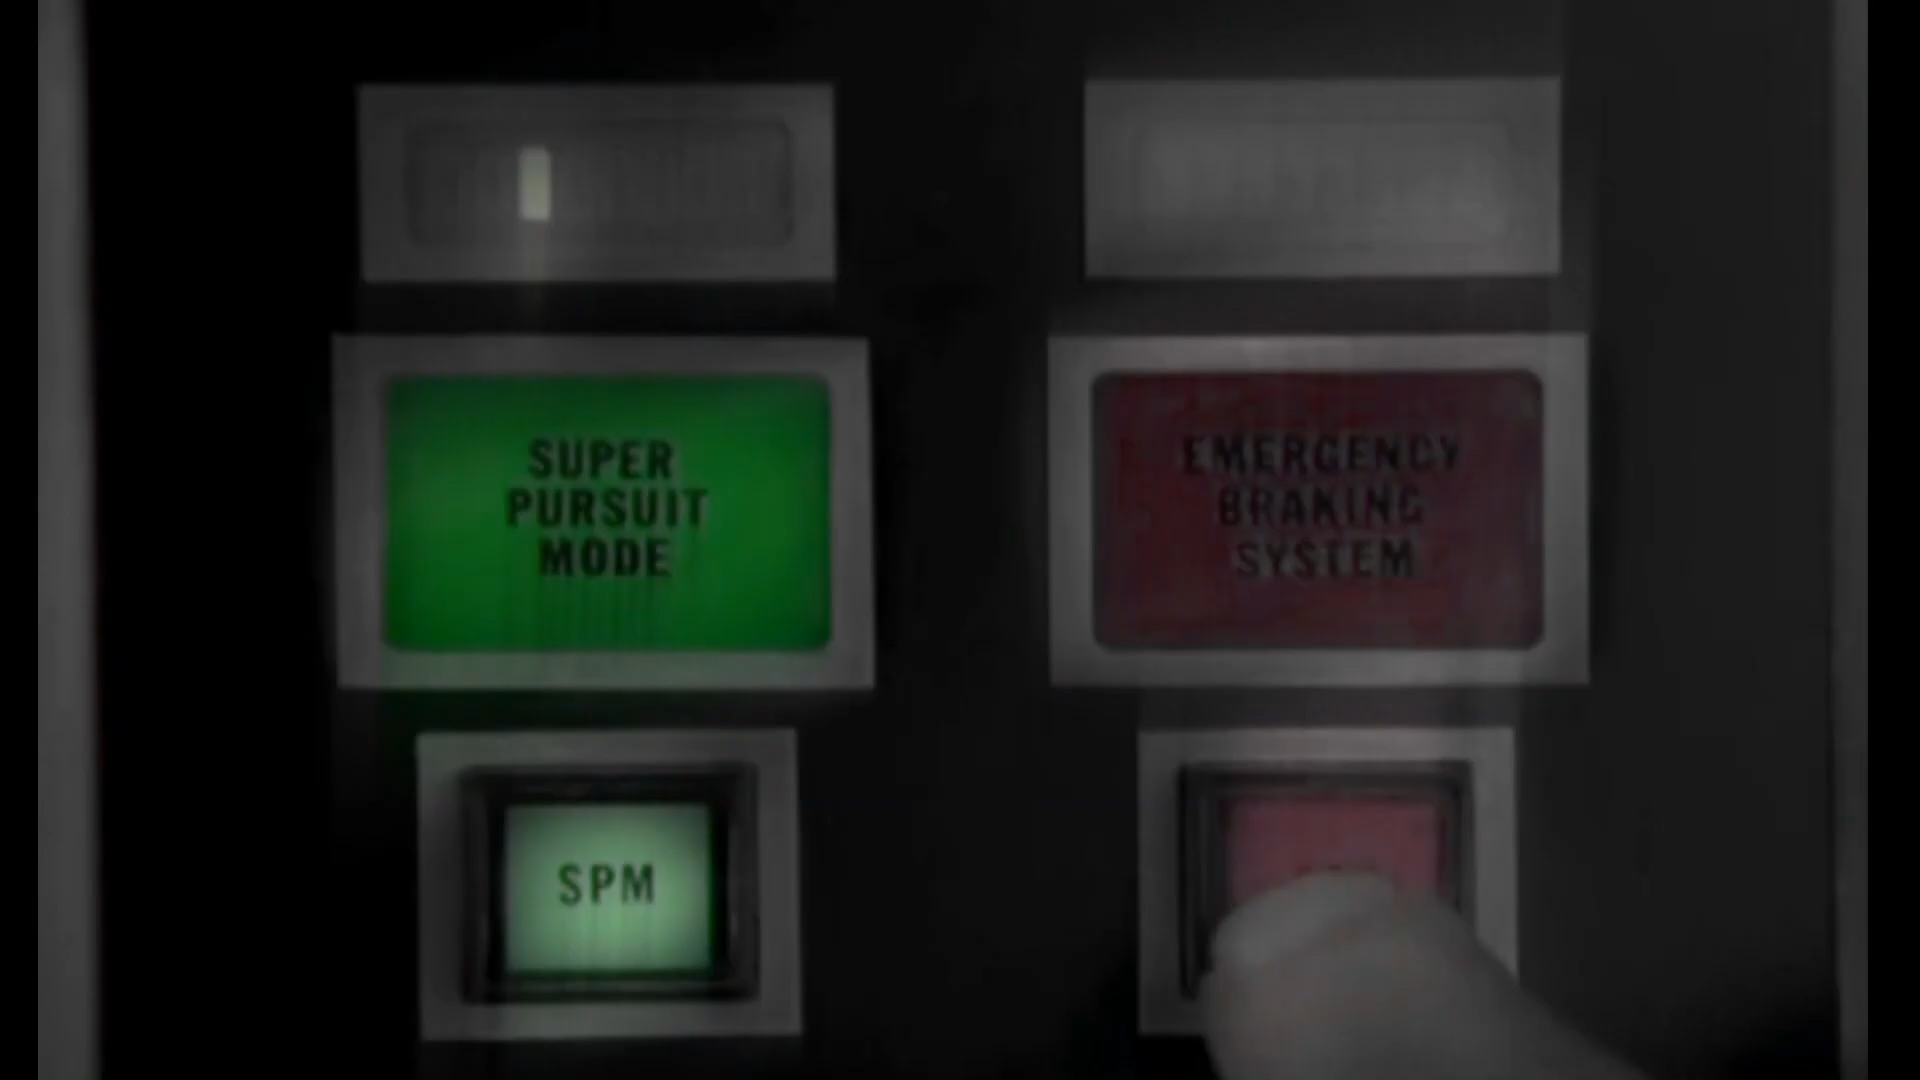 SUPER
PURSUIT
MODE
EMERGENCY
BRAKING
SYSTEM
SPM